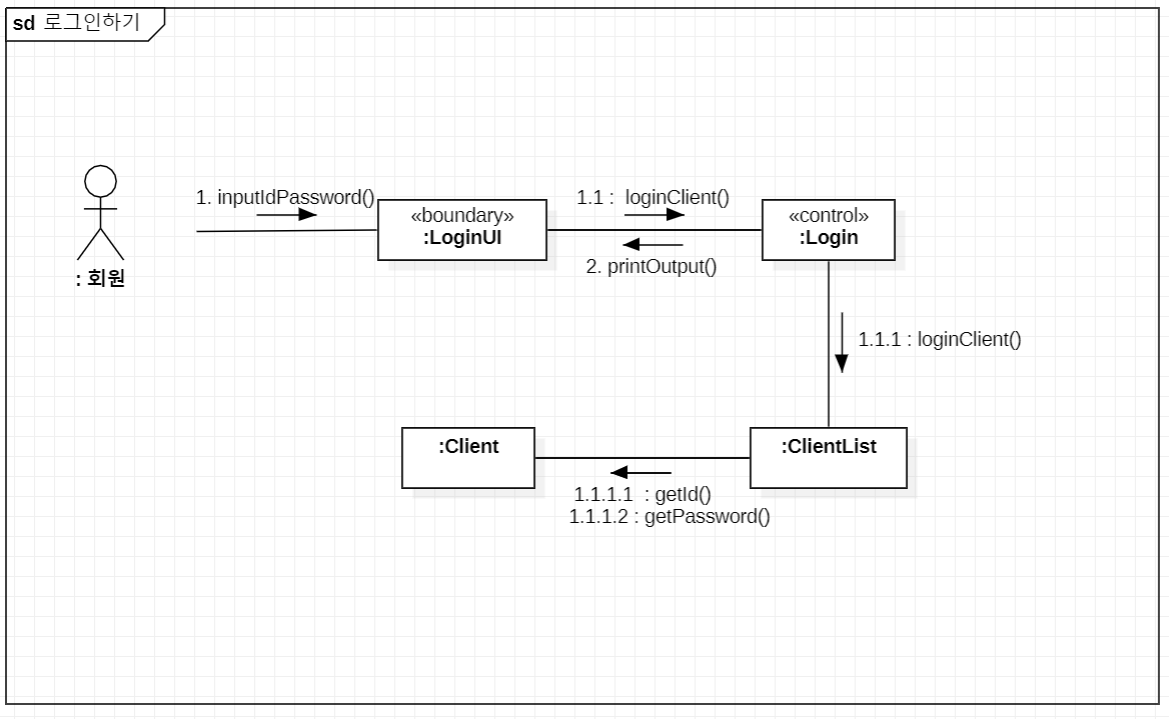 sd 로그인하기
1. inputIdPassword()
1.1 : loginClient()
«boundary»
:LoginUI
«control»
:Login
2. printOutput()
: 회원
1.1.1 : loginClient()
:Client
:ClientList
1.1.1.1 : getId()
1.1.1.2 : getPassword()